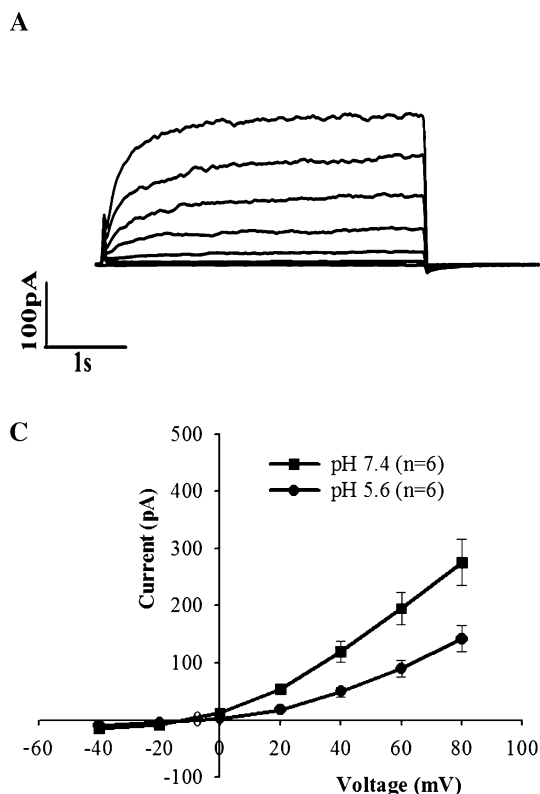 A
100pA
1s
C
500
400
300
200
100
0
-100
pH 7.4 (n=6)
pH 5.6 (n=6)
Current (pA)
-60 -40 -20 0 20 40 60 80 100
Voltage (mV)